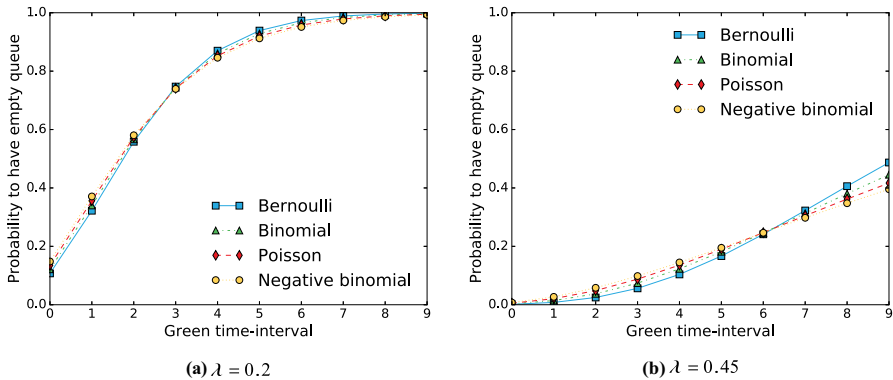 Probability to have empty queue
1.0
0.8
0.6
0.4
0.2
0.0
Bernoulli
Binomial
Poisson
Negative binomial
0 1 2 3 4 5 6 7 8 9
Green time-interval
(a) λ = 0.2
Probability to have empty queue
1.0
0.8
0.6
0.4
0.2
0.0
Bernoulli
Binomial
Poisson
Negative binomial
0 1 2 3 4 5 6 7 8 9
Green time-interval
(b) λ = 0.45